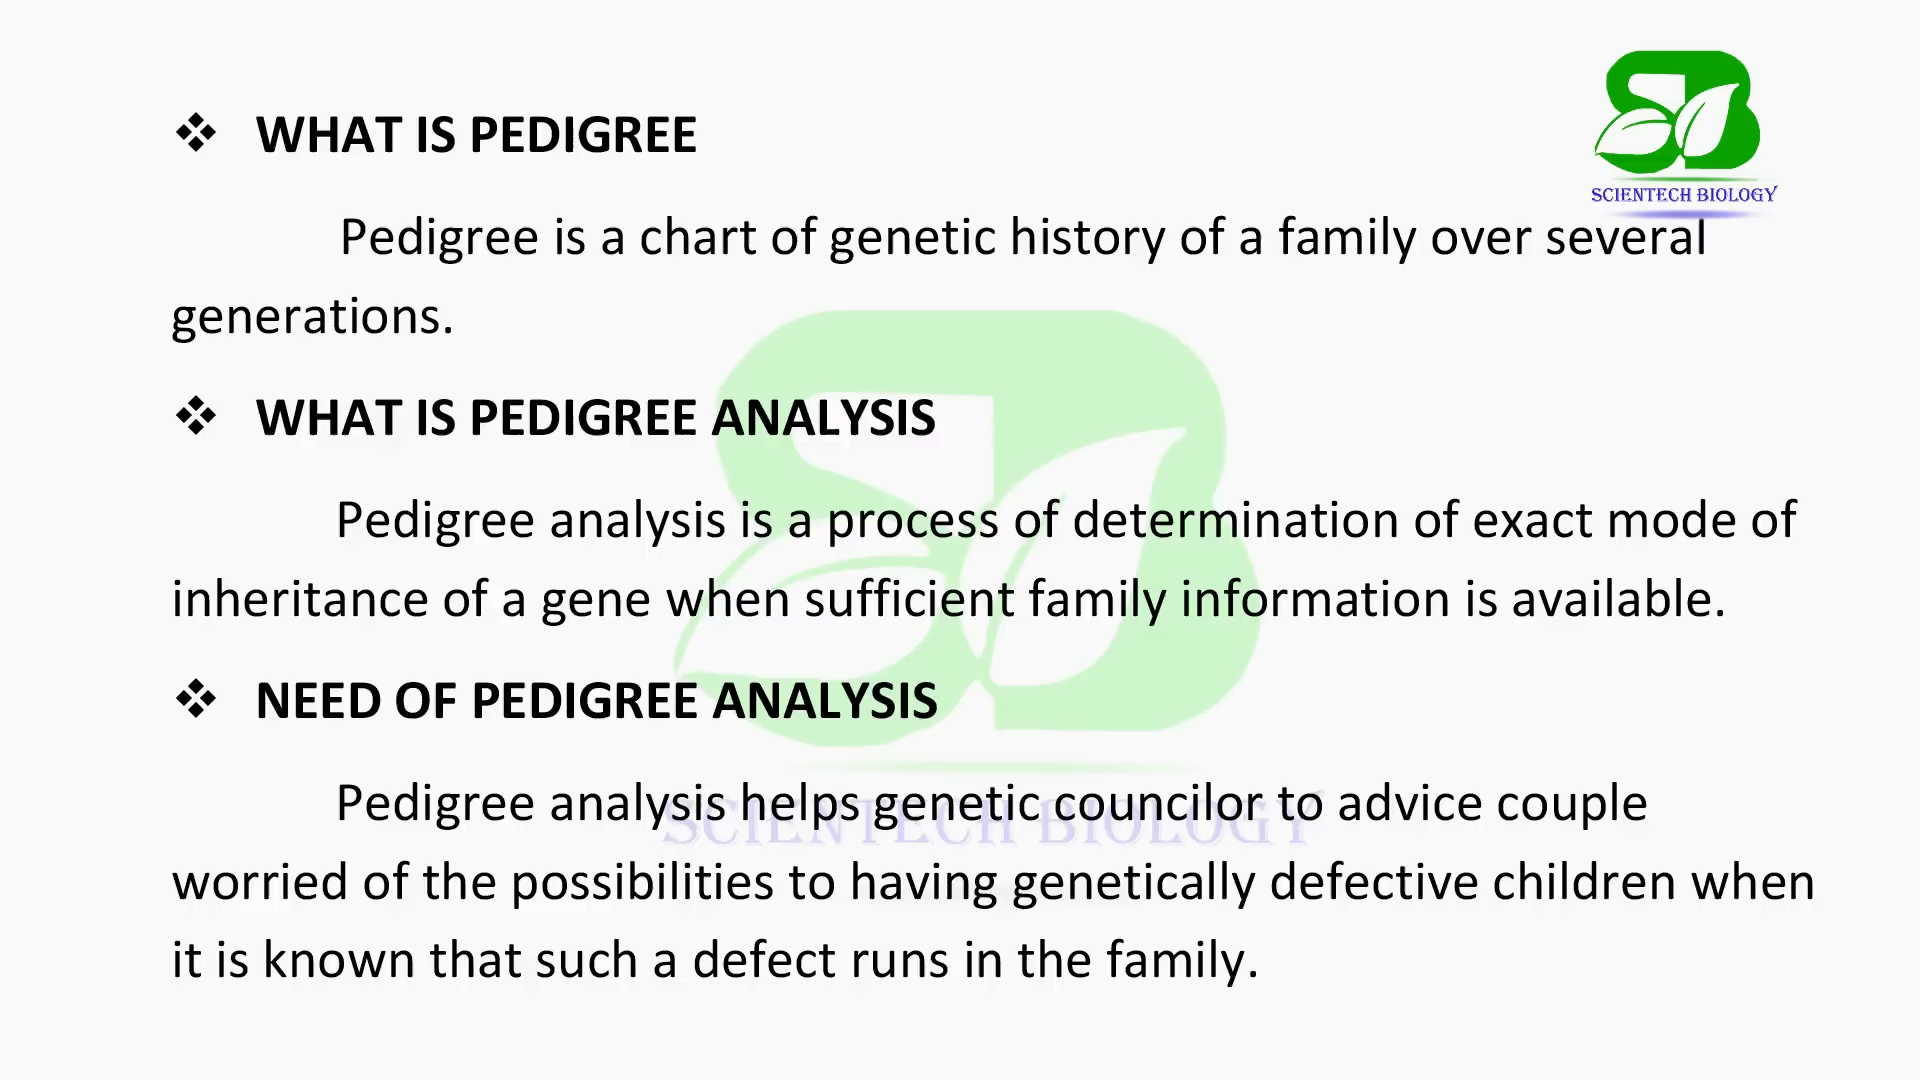 SCIENTECH BIOLOGY
❖ WHAT IS PEDIGREE
Pedigree is a chart of genetic history of a family over several
generations.
❖ WHAT IS PEDIGREE ANALYSIS
Pedigree analysis is a process of determination of exact mode of
inheritance of a gene when sufficient family information is available.
❖ NEED OF PEDIGREE ANALYSIS
Pedigree analysis helps genetic councilor to advice couple
SCIENTECH BIOLOGY
worried of the possibilities to having genetically defective children when
it is known that such a defect runs in the family.